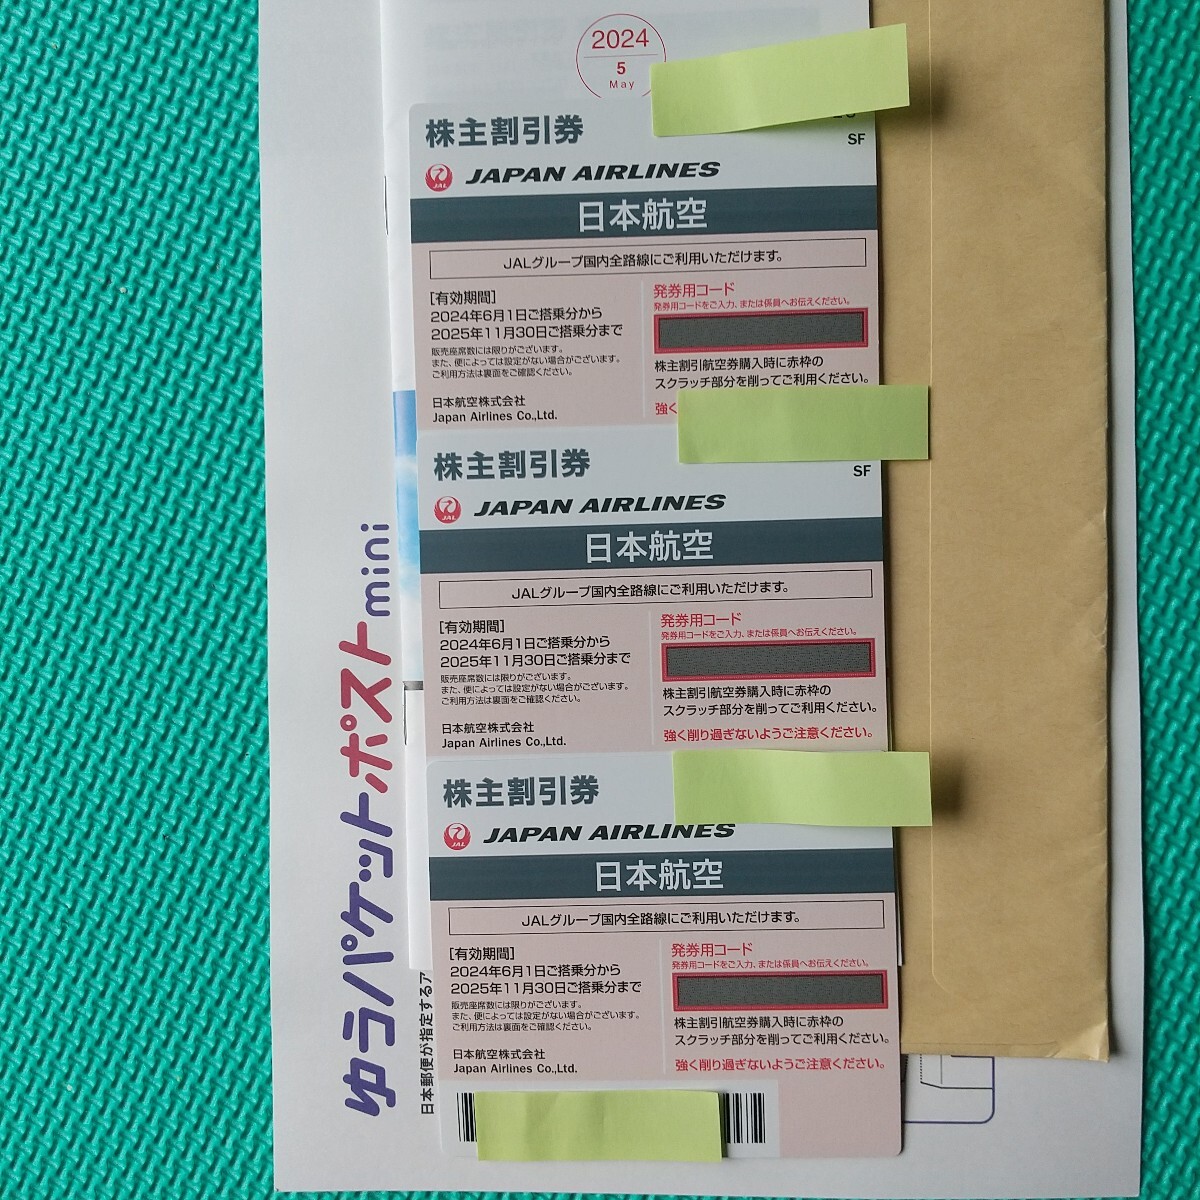 2024
5
May
株主割引券
SF
JAL
JAPAN AIRLINES
日本航空
JALグループ国内全路線にご利用いただけます。
[有効期間]
2024年6月1日ご搭乗分から
2025年11月30日ご搭乗分まで
販売座席数には限りがございます。
また、便によっては設定がない場合がございます。
ご利用方法は裏面をご確認ください。
日本航空株式会社
Japan Airlines Co.,Ltd.
発券用コード
発券用コードをご入力、または係員へお伝えください。
株主割引航空券購入時に赤枠の
スクラッチ部分を削ってご利用ください。
強く
株主割引券
SF
JAL
JAPAN AIRLINES
日本航空
JALグループ国内全路線にご利用いただけます。
[有効期間]
2024年6月1日ご搭乗分から
2025年11月30日ご搭乗分まで
販売座席数には限りがございます。
また、便によっては設定がない場合がございます。
ご利用方法は裏面をご確認ください。
日本航空株式会社
Japan Airlines Co.,Ltd.
発券用コード
発券用コードをご入力、または係員へお伝えください。
株主割引航空券購入時に赤枠の
スクラッチ部分を削ってご利用ください。
強く削り過ぎないようご注意ください。
株主割引券
JAL
JAPAN AIRLINES
日本航空
JALグループ国内全路線にご利用いただけます。
[有効期間]
2024年6月1日ご搭乗分から
2025年11月30日ご搭乗分まで
販売座席数には限りがございます。
また、便によっては設定がない場合がございます。
ご利用方法は裏面をご確認ください。
日本航空株式会社
Japan Airlines Co.,Ltd.
発券用コード
発券用コードをご入力、または係員へお伝えください。
株主割引航空券購入時に赤枠の
スクラッチ部分を削ってご利用ください。
強く削り過ぎないようご注意ください。
ゆうパケットポストmini
日本郵便が指定するア